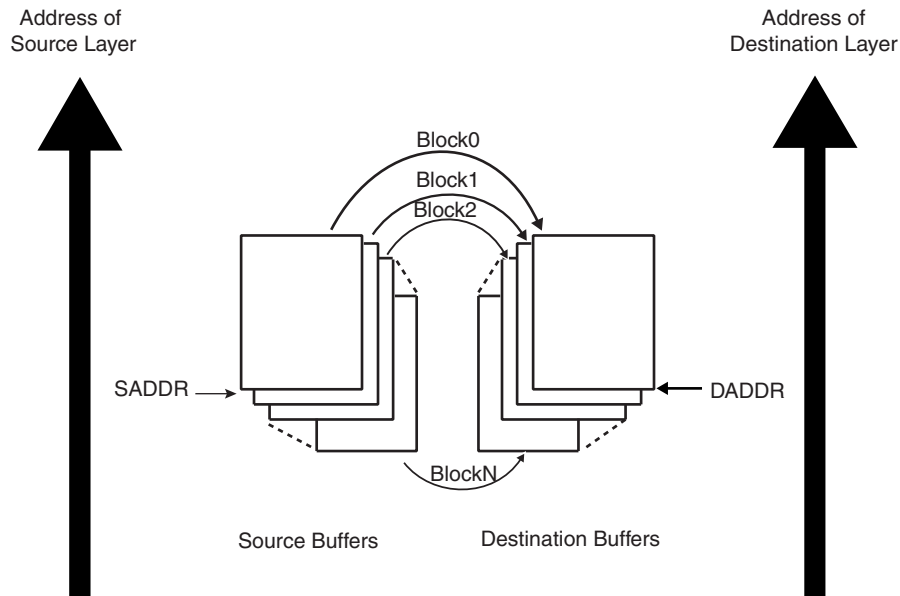 Address of
Source Layer
Address of
Destination Layer
Block0
Block1
Block2
SADDR
DADDR
BlockN
Source Buffers
Destination Buffers